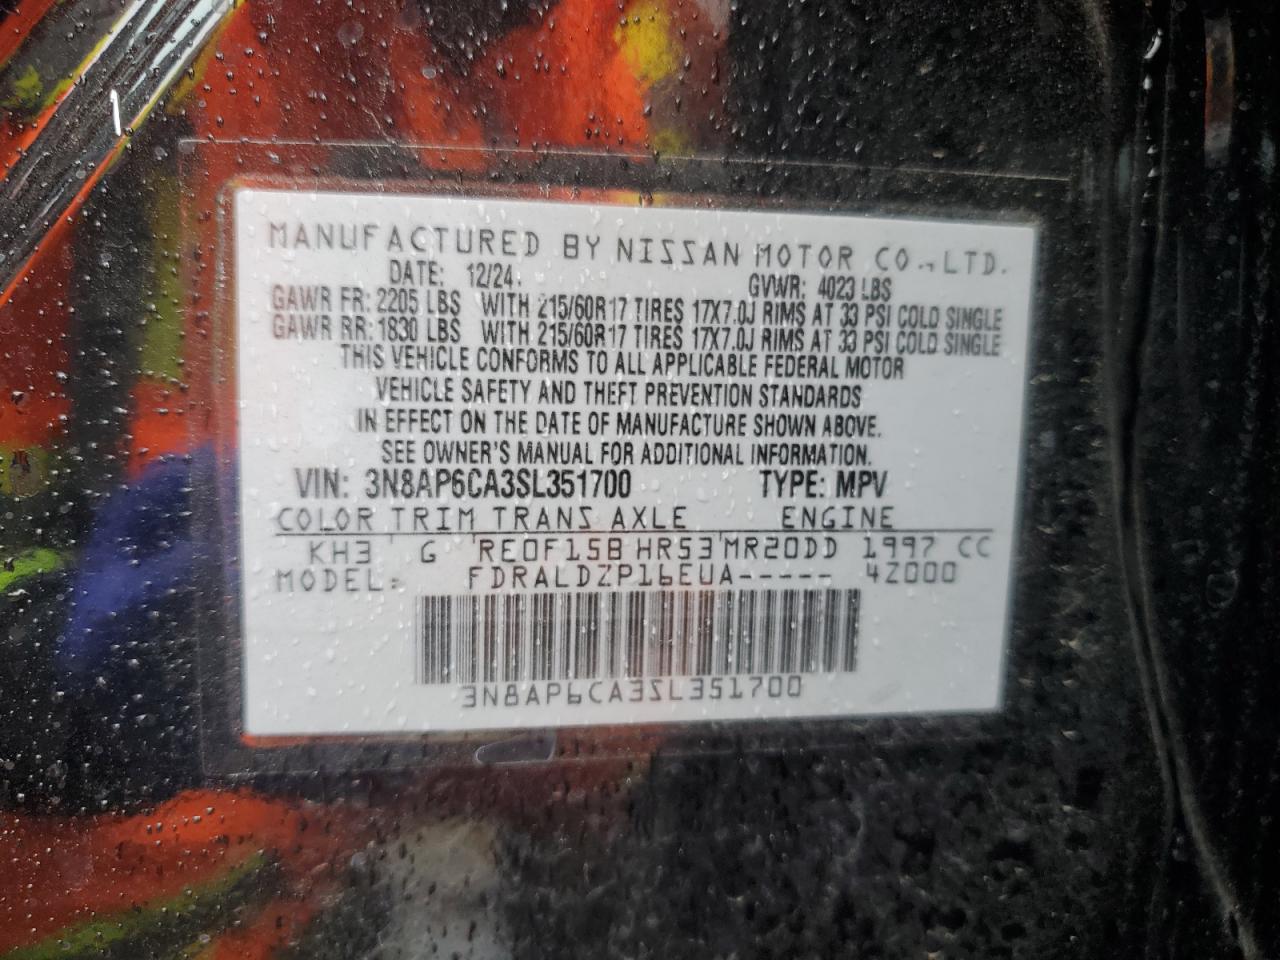 MANUFACTURED BY NISSAN MOTOR CO.,LTD.
DATE: 12/24. GVWR: 4023 LBS
GAWR FR: 2205 LBS WITH 215/60R17 TIRES 17X7.0J RIMS AT 33 PSI COLD SINGLE
GAWR RR: 1830 LBS WITH 215/60R17 TIRES 17X7.0J RIMS AT 33 PSI COLD SINGLE
THIS VEHICLE CONFORMS TO ALL APPLICABLE FEDERAL MOTOR
VEHICLE SAFETY AND THEFT PREVENTION STANDARDS
IN EFFECT ON THE DATE OF MANUFACTURE SHOWN ABOVE.
SEE OWNER'S MANUAL FOR ADDITIONAL INFORMATION.
VIN: 3N8AP6CA3SL351700 TYPE: MPV
COLOR TRIM TRANS AXLE ENGINE
KH3 G RE0F15B HR53 MR20DD 1997 CC
MODEL: FDRALDZP16EUA----- 4Z000
3N8AP6CA3SL351700